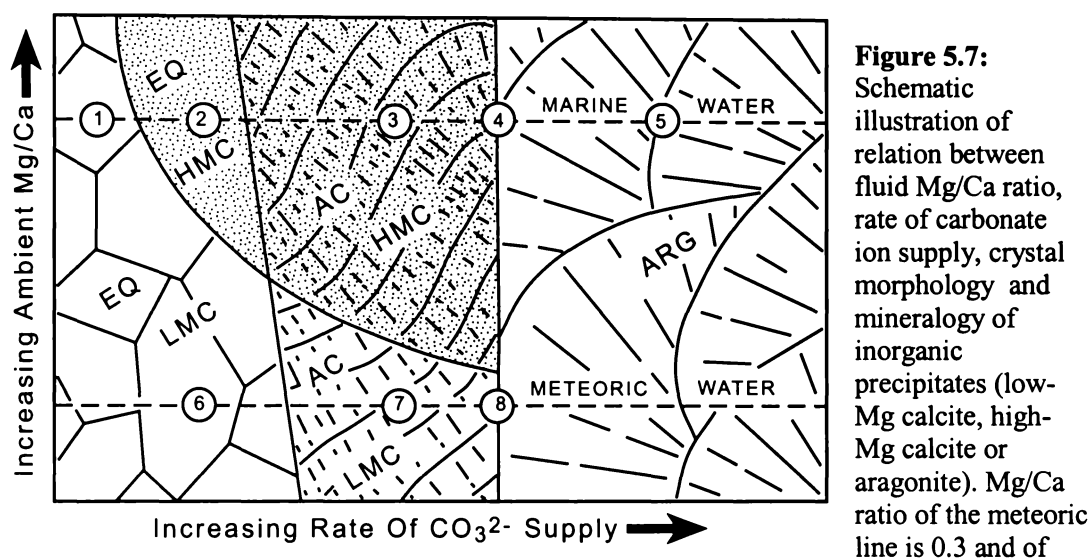 Increasing Ambient Mg/Ca
EQ
HMC
1
2
3
4
MARINE
5
WATER
AC
HMC
ARG
EQ
LMC
AC
6
7
8
METEORIC
WATER
LMC
Increasing Rate Of CO₃²⁻ Supply
Figure 5.7:
Schematic
illustration of
relation between
fluid Mg/Ca ratio,
rate of carbonate
ion supply, crystal
morphology and
mineralogy of
inorganic
precipitates (low-
Mg calcite, high-
Mg calcite or
aragonite). Mg/Ca
ratio of the meteoric
line is 0.3 and of